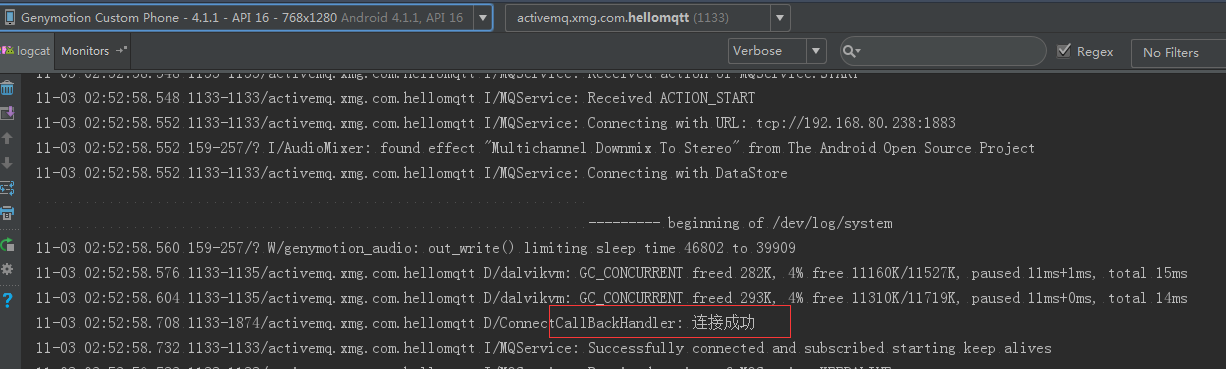 Genymotion Custom Phone - 4.1.1 - API 16 - 768x1280 Android 4.1.1, API 16
activemq.xmg.com.hellomqtt (1133)
logcat
Monitors
Verbose
Regex
No Filters
11-03 02:52:58.548 1133-1133/activemq.xmg.com.hellomqtt I/MQService: Received action of MQService.START
11-03 02:52:58.548 1133-1133/activemq.xmg.com.hellomqtt I/MQService: Received ACTION_START
11-03 02:52:58.552 1133-1133/activemq.xmg.com.hellomqtt I/MQService: Connecting with URL: tcp://192.168.80.238:1883
11-03 02:52:58.552 159-257/? I/AudioMixer: found effect "Multichannel Downmix To Stereo" from The Android Open Source Project
11-03 02:52:58.552 1133-1133/activemq.xmg.com.hellomqtt I/MQService: Connecting with DataStore
--------- beginning of /dev/log/system
11-03 02:52:58.560 159-257/? W/genymotion_audio: out_write() limiting sleep time 46802 to 39909
11-03 02:52:58.576 1133-1135/activemq.xmg.com.hellomqtt D/dalvikvm: GC_CONCURRENT freed 282K, 4% free 11160K/11527K, paused 11ms+1ms, total 15ms
11-03 02:52:58.604 1133-1135/activemq.xmg.com.hellomqtt D/dalvikvm: GC_CONCURRENT freed 293K, 4% free 11310K/11719K, paused 11ms+0ms, total 14ms
11-03 02:52:58.708 1133-1874/activemq.xmg.com.hellomqtt D/ConnectCallBackHandler: 连接成功
11-03 02:52:58.732 1133-1133/activemq.xmg.com.hellomqtt I/MQService: Successfully connected and subscribed starting keep alives